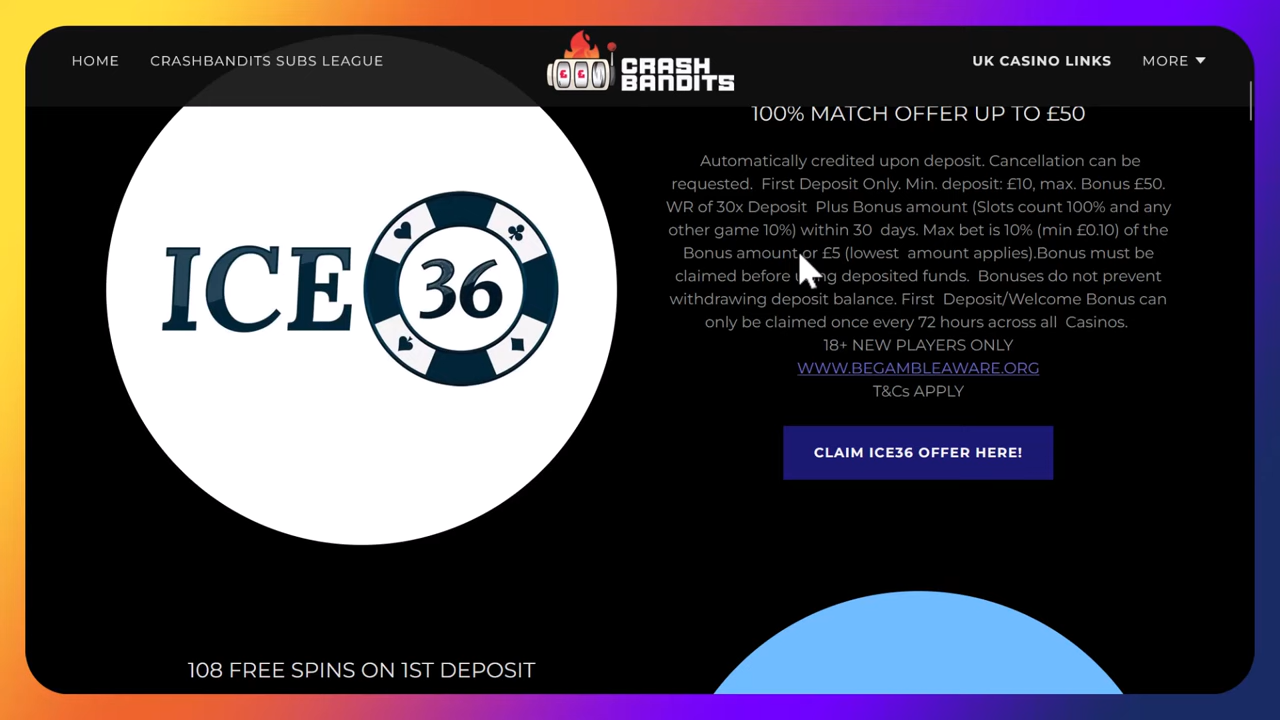 HOME
CRASHBANDITS SUBS LEAGUE
CRASH
BANDITS
UK CASINO LINKS
MORE
ICE
36
100% MATCH OFFER UP TO £50
Automatically credited upon deposit. Cancellation can be
requested.  First Deposit Only. Min. deposit: £10, max. Bonus £50.
WR of 30x Deposit  Plus Bonus amount (Slots count 100% and any
other game 10%) within 30  days. Max bet is 10% (min £0.10) of the
Bonus amount or £5 (lowest  amount applies).Bonus must be
claimed before using deposited funds.  Bonuses do not prevent
withdrawing deposit balance. First  Deposit/Welcome Bonus can
only be claimed once every 72 hours across all  Casinos.
18+ NEW PLAYERS ONLY
WWW.BEGAMBLEAWARE.ORG
T&Cs APPLY
CLAIM ICE36 OFFER HERE!
108 FREE SPINS ON 1ST DEPOSIT